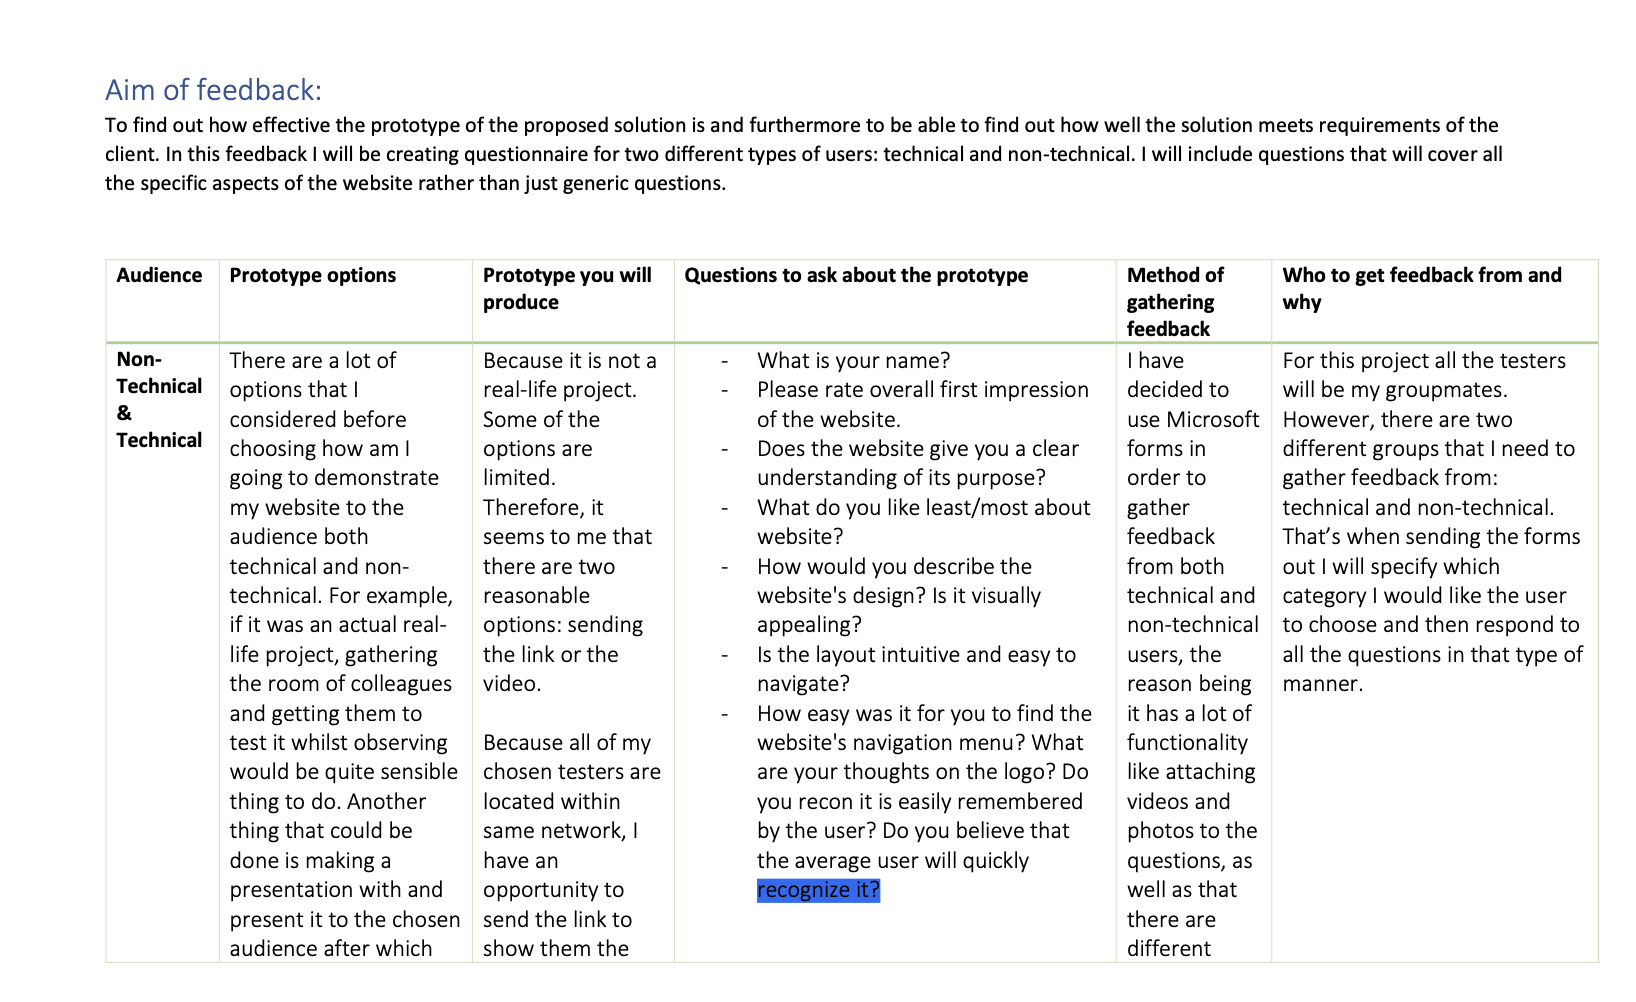 Aim of feedback:
To find out how effective the prototype of the proposed solution is and furthermore to be able to find out how well the solution meets requirements of the
client. In this feedback I will be creating questionnaire for two different types of users: technical and non-technical. I will include questions that will cover all
the specific aspects of the website rather than just generic questions.
Audience
Prototype options
Prototype you will
produce
Questions to ask about the prototype
Method of
gathering
feedback
Who to get feedback from and
why
Non-
Technical
&
Technical
There are a lot of
options that I
considered before
choosing how am I
going to demonstrate
my website to the
audience both
technical and non-
technical. For example,
if it was an actual real-
life project, gathering
the room of colleagues
and getting them to
test it whilst observing
would be quite sensible
thing to do. Another
thing that could be
done is making a
presentation with and
present it to the chosen
audience after which
Because it is not a
real-life project.
Some of the
options are
limited.
Therefore, it
seems to me that
there are two
reasonable
options: sending
the link or the
video.
Because all of my
chosen testers are
located within
same network, I
have an
opportunity to
send the link to
show them the
- What is your name?
- Please rate overall first impression
of the website.
- Does the website give you a clear
understanding of its purpose?
- What do you like least/most about
website?
- How would you describe the
website's design? Is it visually
appealing?
- Is the layout intuitive and easy to
navigate?
- How easy was it for you to find the
website's navigation menu? What
are your thoughts on the logo? Do
you recon it is easily remembered
by the user? Do you believe that
the average user will quickly
recognize it?
I have
decided to
use Microsoft
forms in
order to
gather
feedback
from both
technical and
non-technical
users, the
reason being
it has a lot of
functionality
like attaching
videos and
photos to the
questions, as
well as that
there are
different
For this project all the testers
will be my groupmates.
However, there are two
different groups that I need to
gather feedback from:
technical and non-technical.
That’s when sending the forms
out I will specify which
category I would like the user
to choose and then respond to
all the questions in that type of
manner.